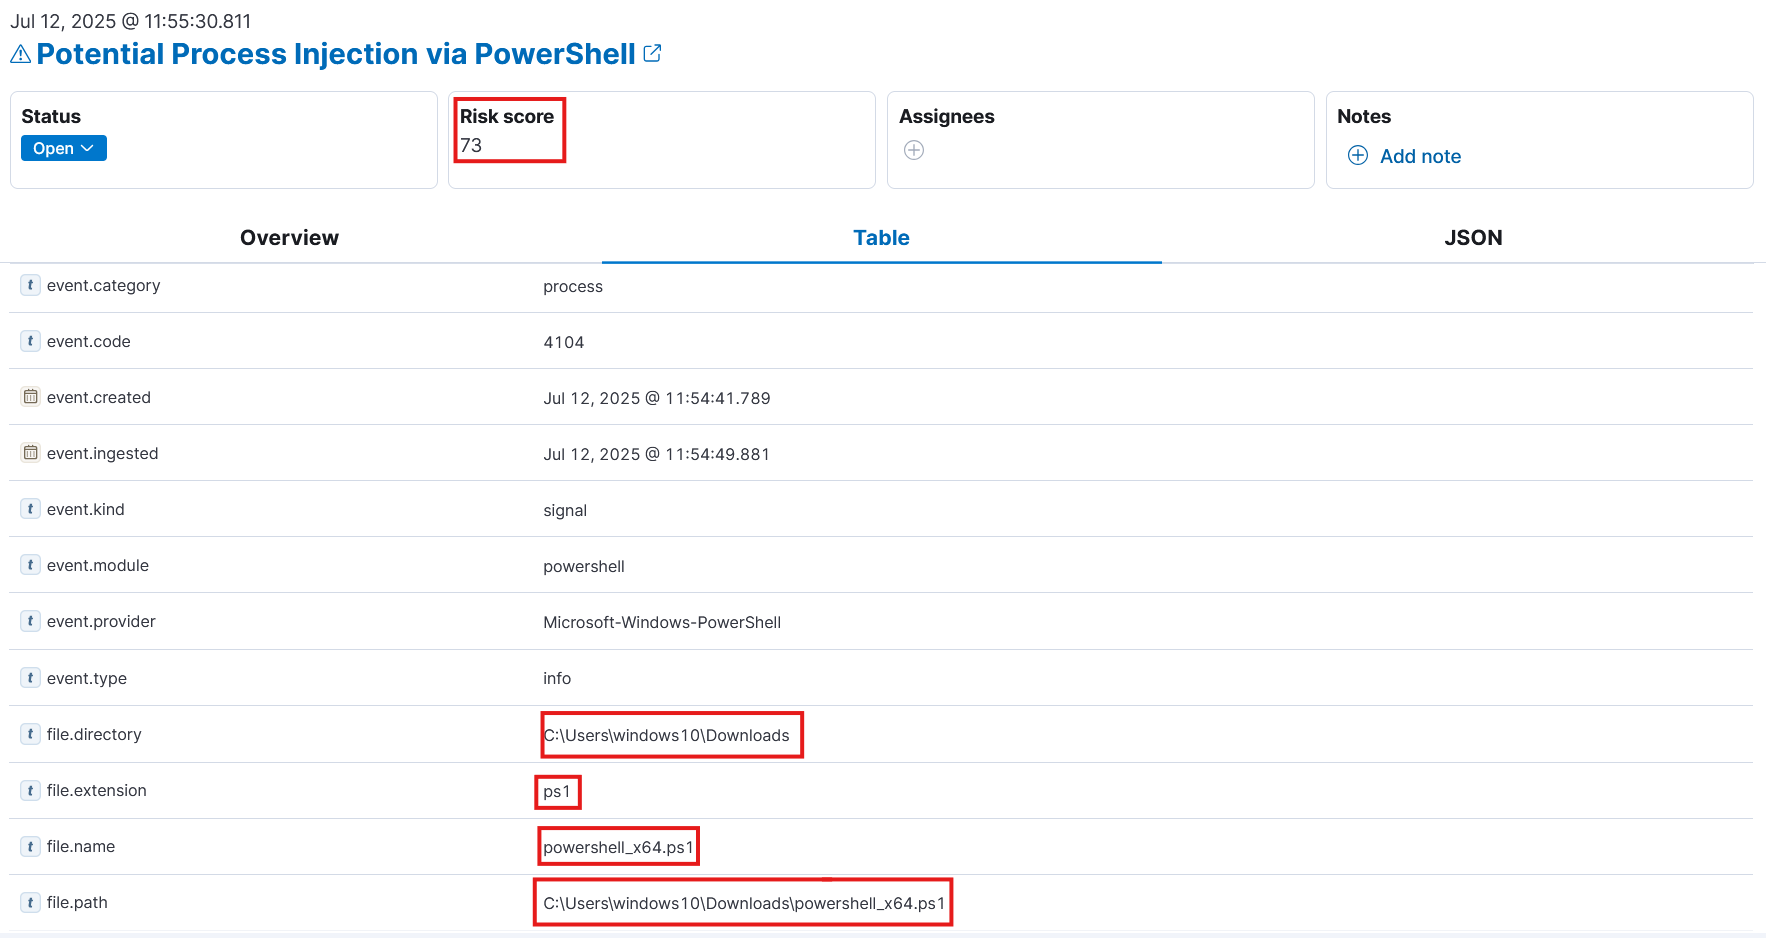 Jul 12, 2025 @ 11:55:30.811
Potential Process Injection via PowerShell
Status
Open
Risk score
73
Assignees
Notes
Add note
Overview
Table
JSON
t event.category process
t event.code 4104
event.created Jul 12, 2025 @ 11:54:41.789
event.ingested Jul 12, 2025 @ 11:54:49.881
t event.kind signal
t event.module powershell
t event.provider Microsoft-Windows-PowerShell
t event.type info
t file.directory C:\Users\windows10\Downloads
t file.extension ps1
t file.name powershell_x64.ps1
t file.path C:\Users\windows10\Downloads\powershell_x64.ps1